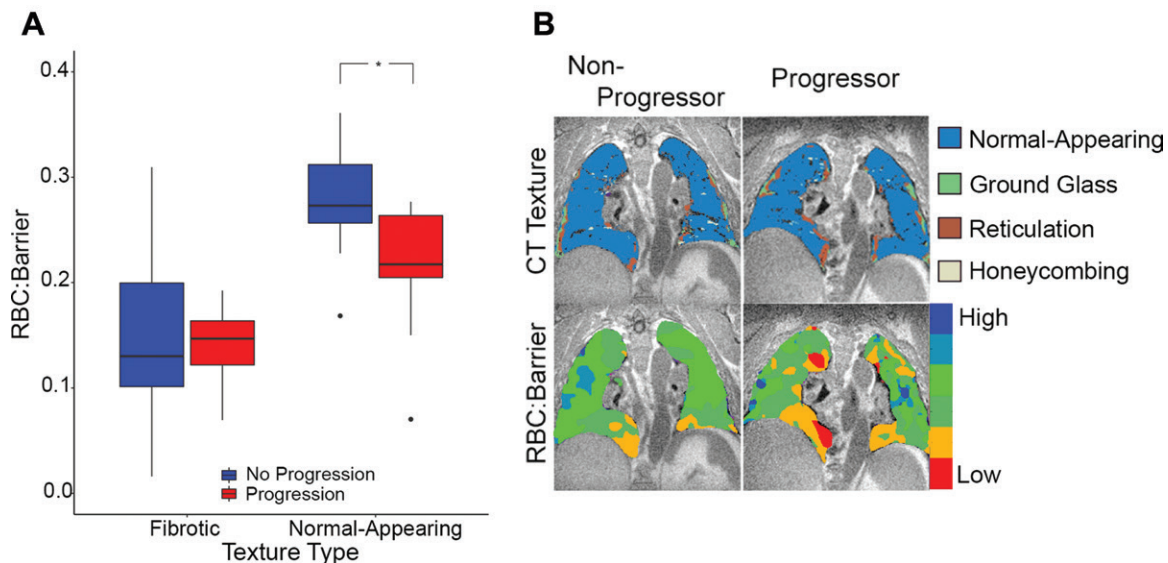 A
RBC:Barrier
0.4
0.3
0.2
0.1
0.0
*
No Progression
Progression
Fibrotic
Normal-Appearing
Texture Type
B
Non-
Progressor
Progressor
CT Texture
RBC:Barrier
Normal-Appearing
Ground Glass
Reticulation
Honeycombing
High
Low